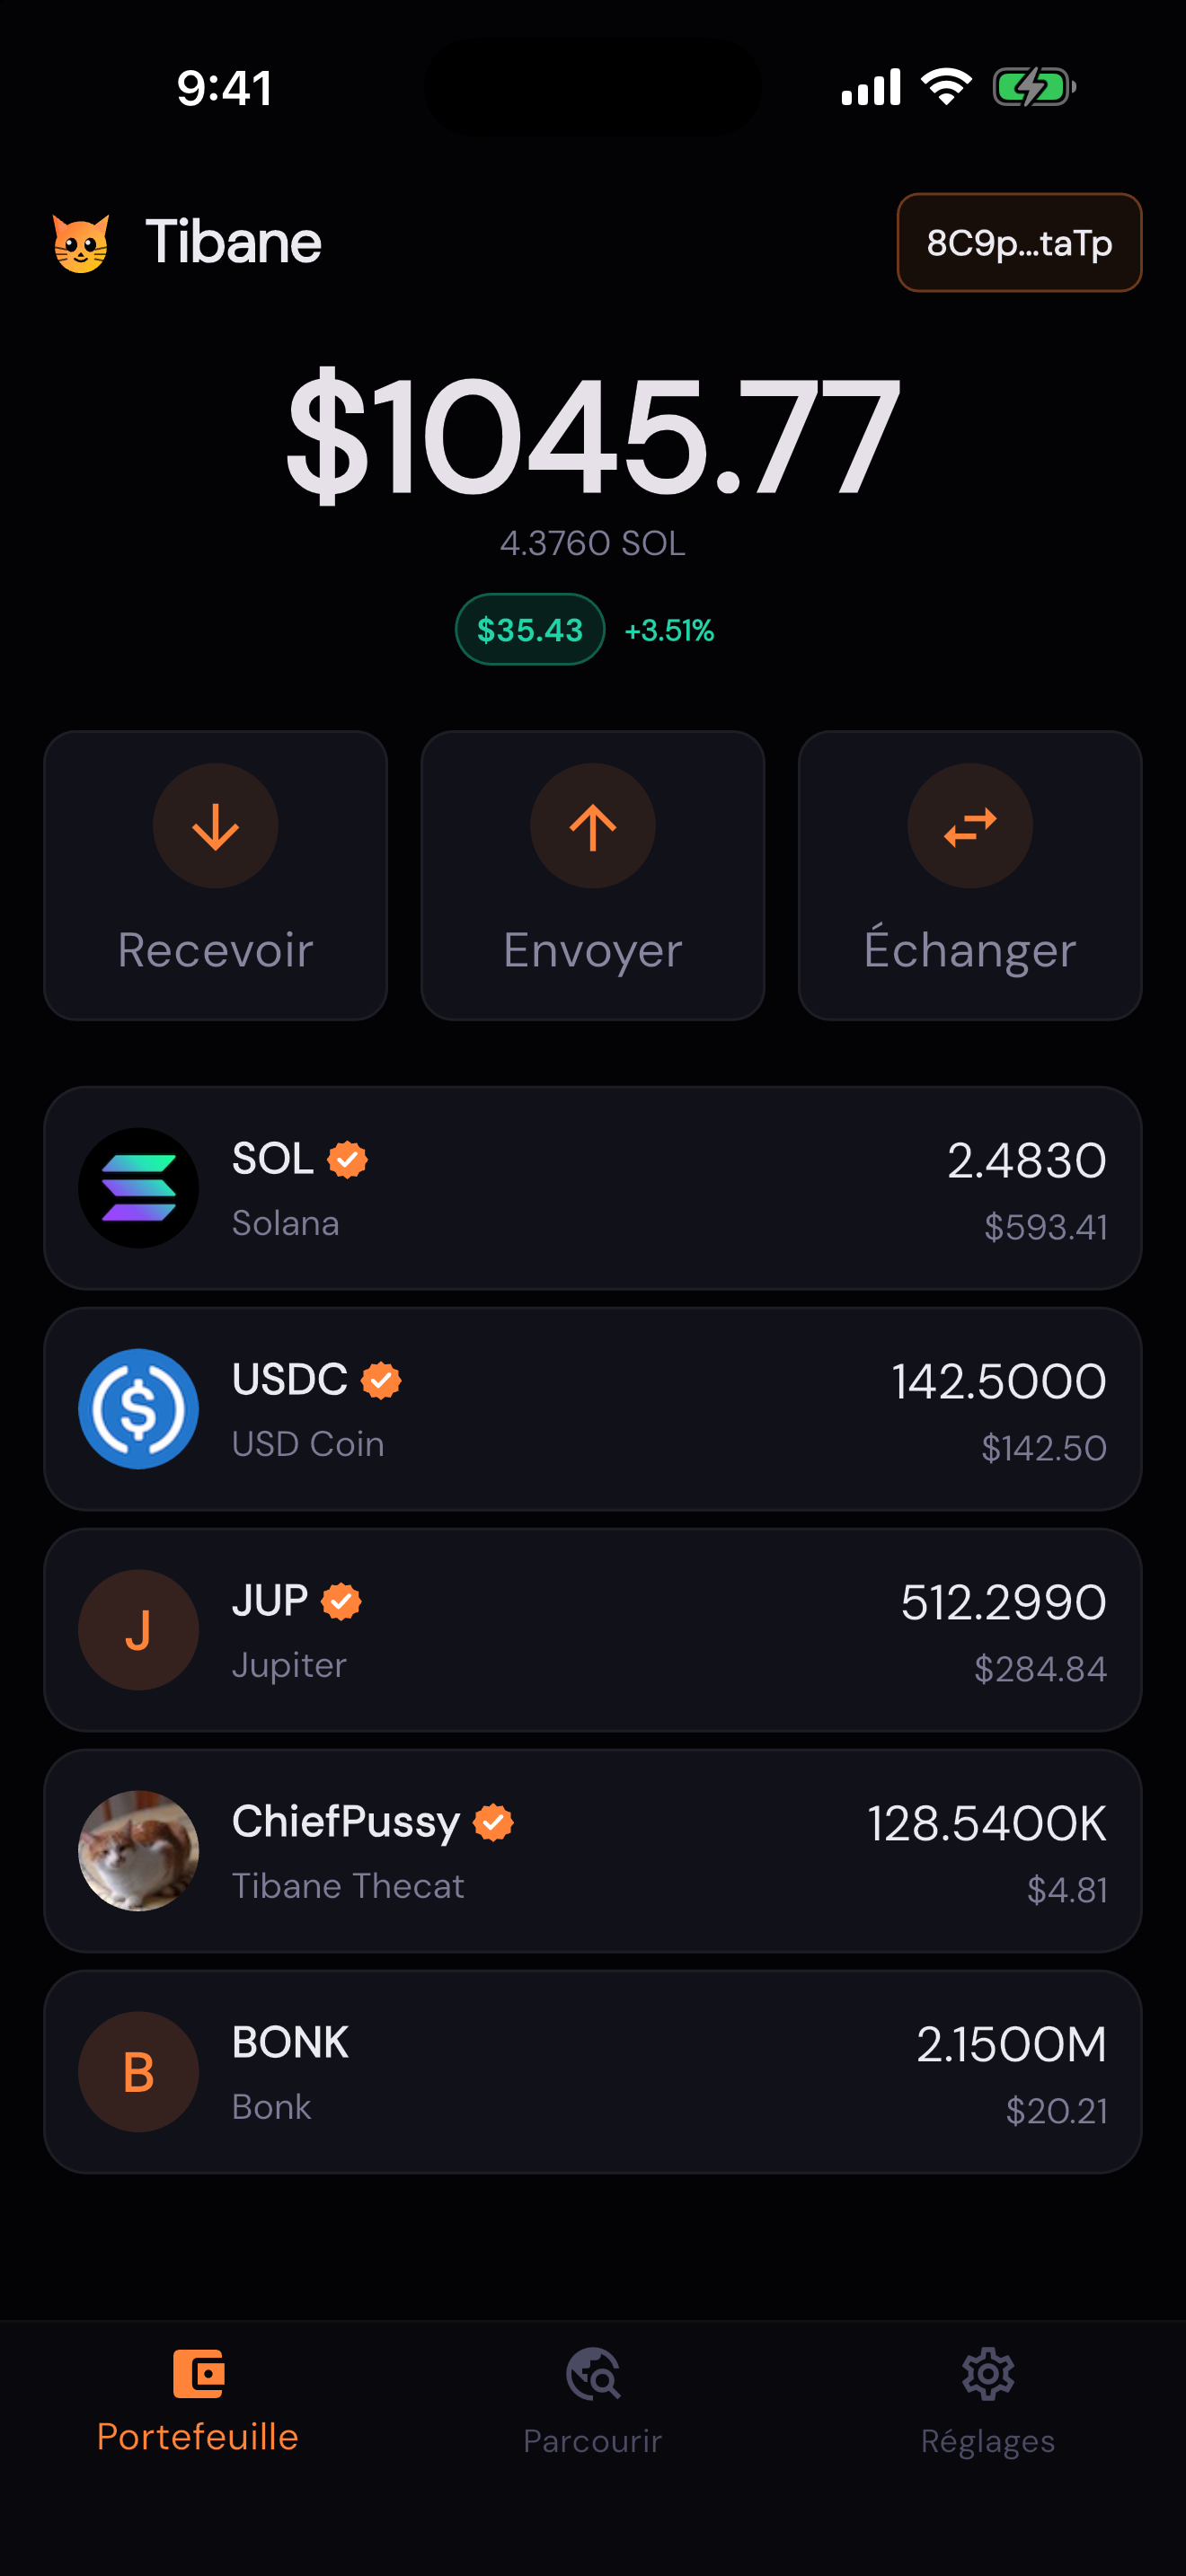 9:41
Tibane
8C9p...taTp
$1045.77
4.3760 SOL
$35.43 +3.51%
Recevoir
Envoyer
Échanger
SOL
2.4830
Solana
$593.41
USDC
142.5000
USD Coin
$142.50
J
JUP
512.2990
Jupiter
$284.84
ChiefPussy
128.5400K
Tibane Thecat
$4.81
B
BONK
2.1500M
Bonk
$20.21
Portefeuille
Parcourir
Réglages